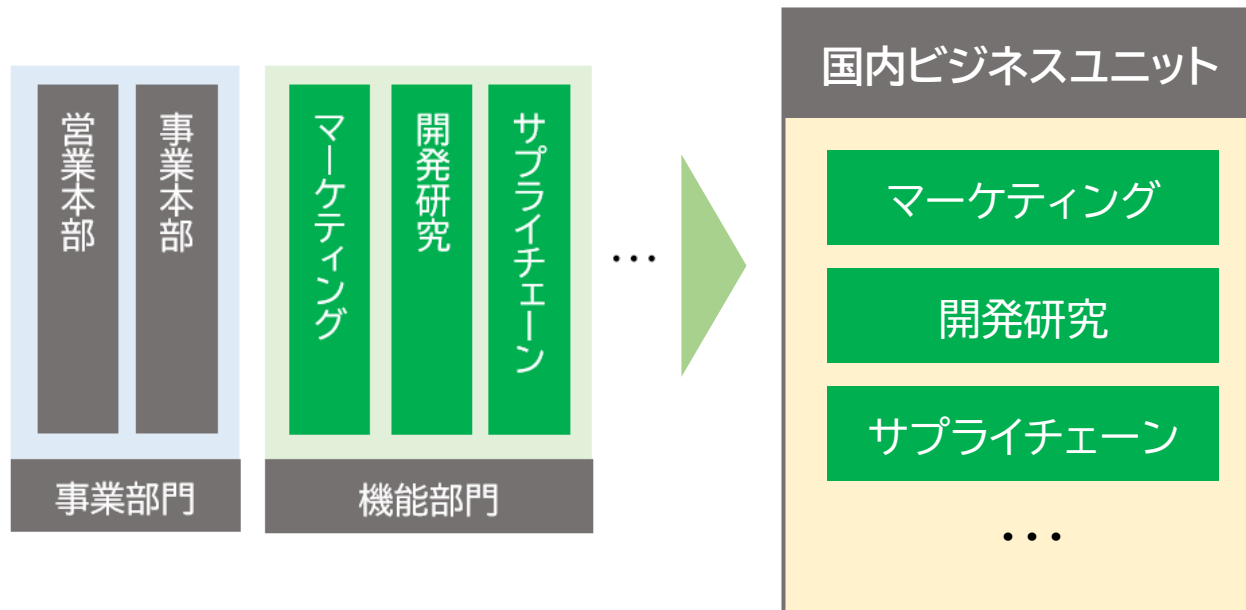 営業本部
事業本部
事業部門
マーケティング
開発研究
サプライチェーン
機能部門
・・・
国内ビジネスユニット
マーケティング
開発研究
サプライチェーン
・・・